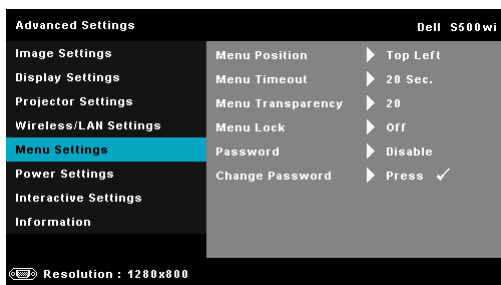 Advanced Settings Dell S500wi
Image Settings
Display Settings
Projector Settings
Wireless/LAN Settings
Menu Settings
Power Settings
Interactive Settings
Information
Menu Position Top Left
Menu Timeout 20 Sec.
Menu Transparency 20
Menu Lock Off
Password Disable
Change Password Press ✓
Resolution : 1280x800